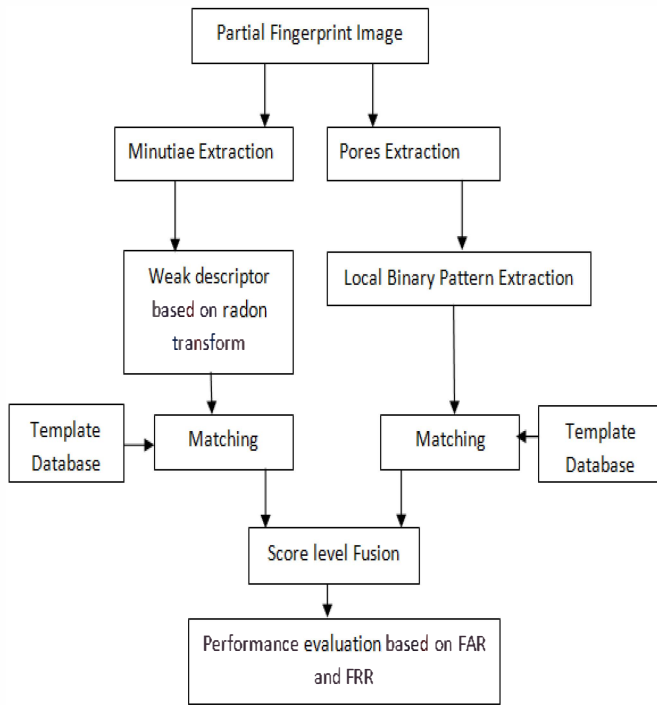 Partial Fingerprint Image
Minutiae Extraction
Pores Extraction
Weak descriptor
based on radon
transform
Local Binary Pattern Extraction
Template
Database
Matching
Matching
Template
Database
Score level Fusion
Performance evaluation based on FAR
and FRR